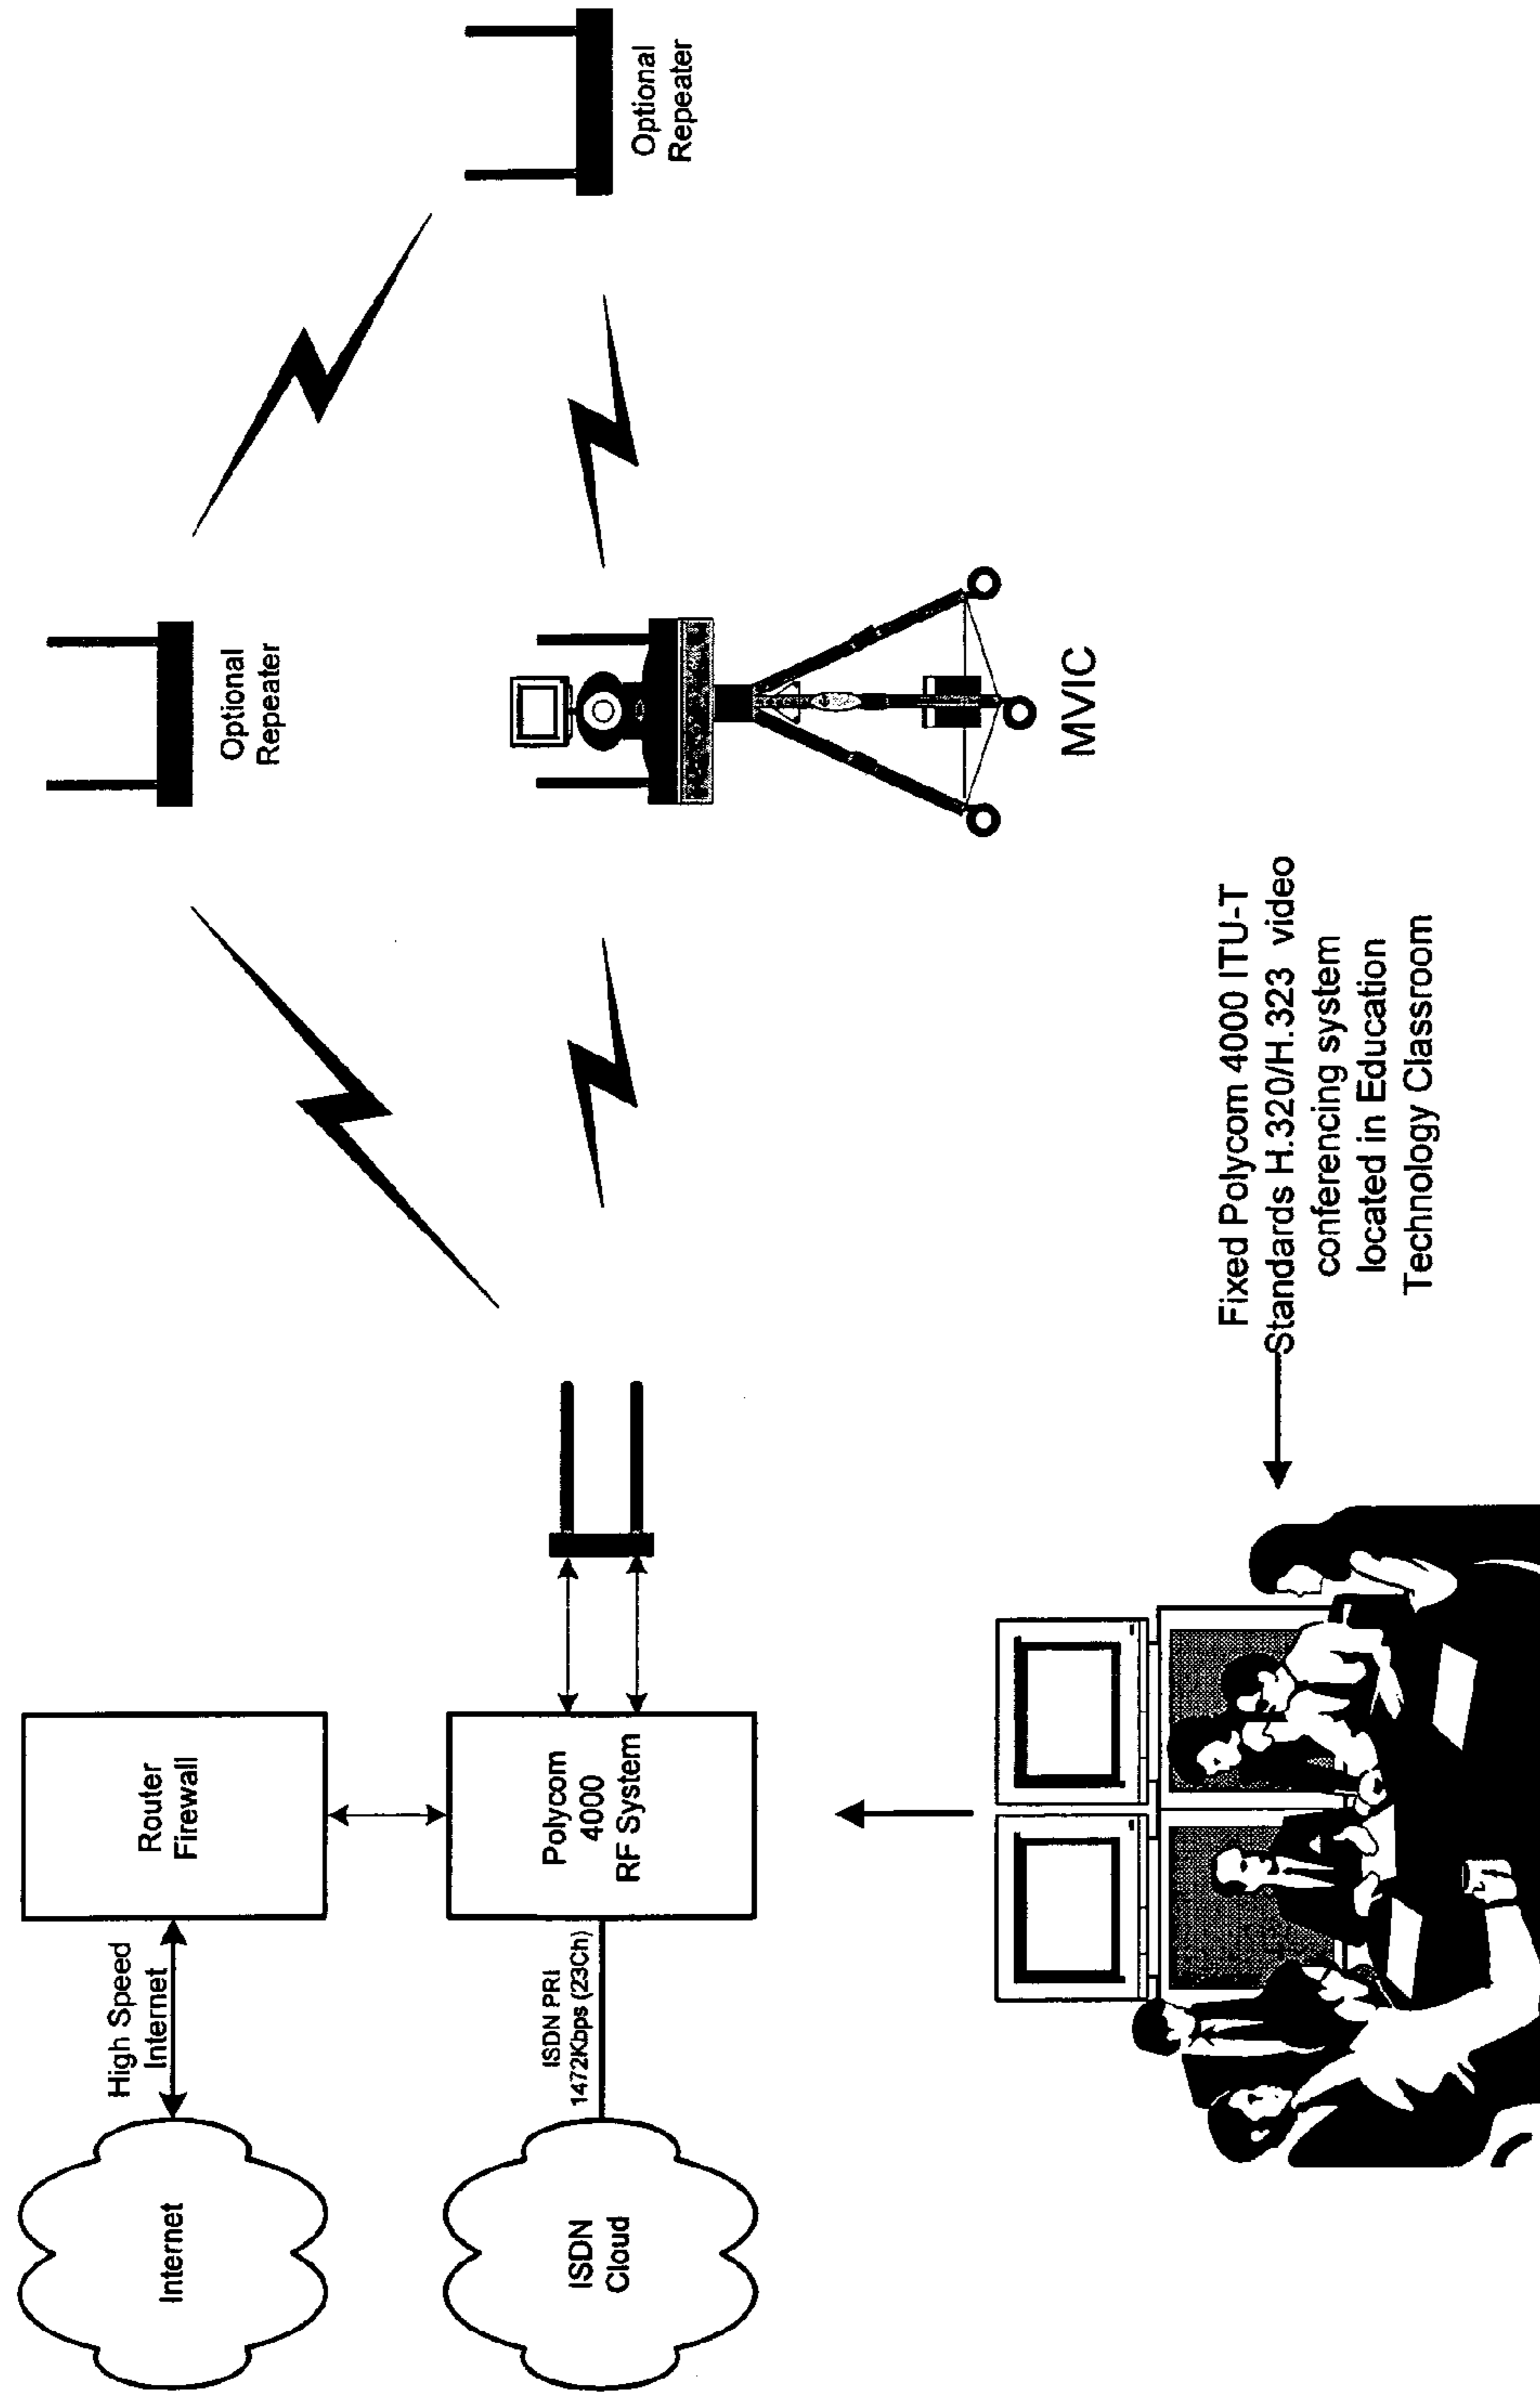 Internet
High Speed
Internet
Router
Firewall
Optional
Repeater
ISDN
Cloud
ISDN PRI
1472Kbps (23Ch)
Polycom
4000
RF System
MVIC
Optional
Repeater
Fixed Polycom 4000 ITU-T
Standards H.320/H.323 video
conferencing system
located in Education
Technology Classroom